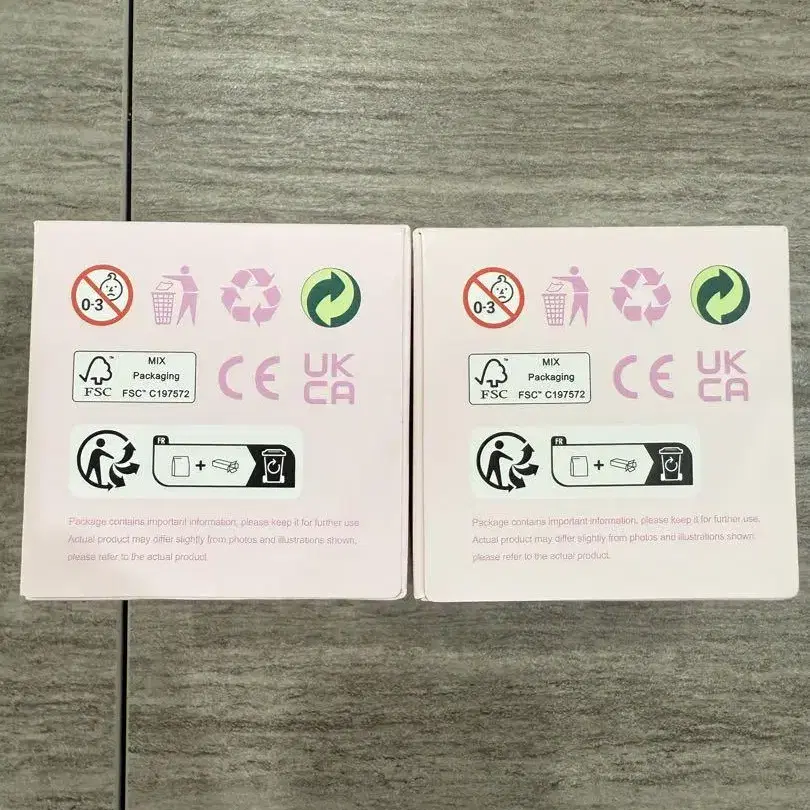 0-3
MIX
Packaging
FSC™ C197572
FSC
CE
UK
CA
FR
Package contains important information, please keep it for further use.
Actual product may differ slightly from photos and illustrations shown,
please refer to the actual product.
0-3
MIX
Packaging
FSC™ C197572
FSC
CE
UK
CA
FR
Package contains important information, please keep it for further use.
Actual product may differ slightly from photos and illustrations shown,
please refer to the actual product.